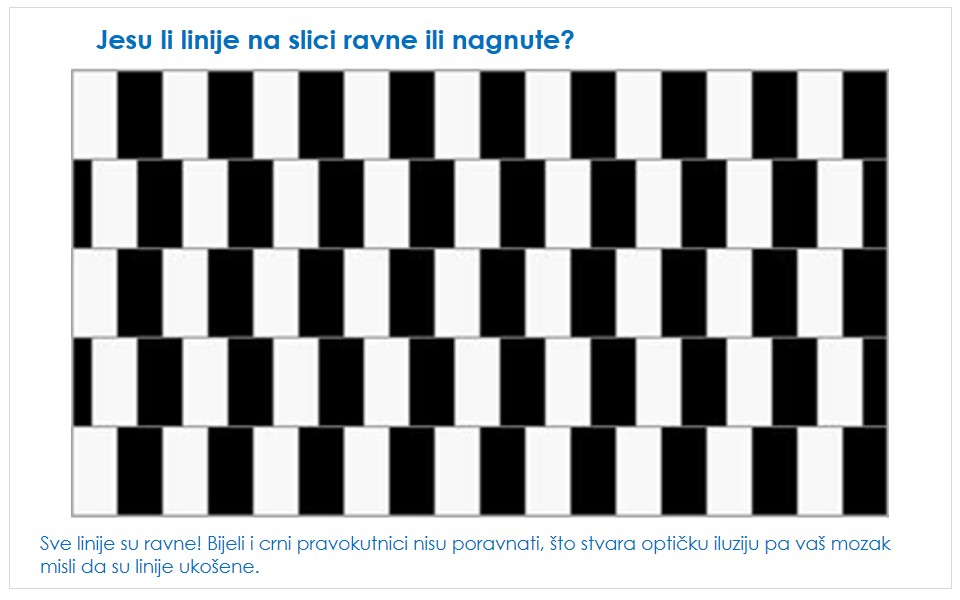 Jesu li linije na slici ravne ili nagnute?
Sve linije su ravne! Bijeli i crni pravokutnici nisu poravnati, što stvara optičku iluziju pa vaš mozak
misli da su linije ukošene.